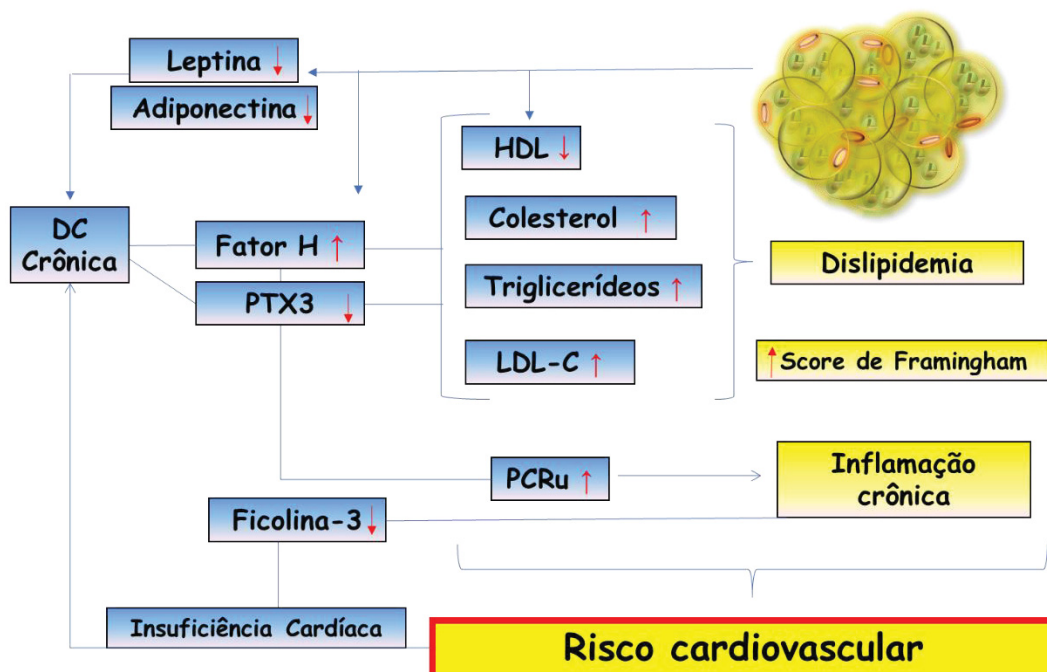 Leptina ↓
Adiponectina ↓
HDL ↓
DC
Crônica
Fator H ↑
Colesterol ↑
Dislipidemia
PTX3 ↓
Triglicerídeos ↑
LDL-C ↑
↑ Score de Framingham
PCRu ↑
Inflamação
crônica
Ficolina-3 ↓
Insuficiência Cardíaca
Risco cardiovascular